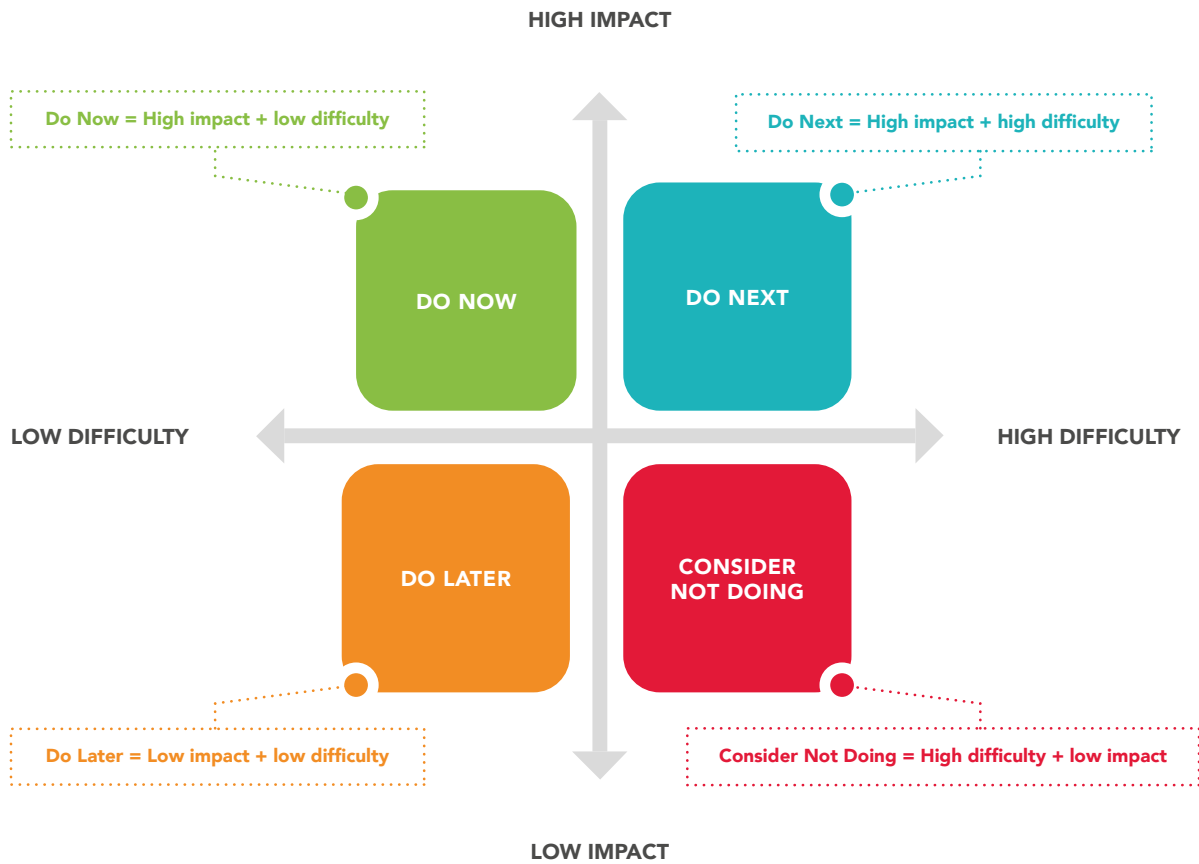 HIGH IMPACT
Do Now = High impact + low difficulty
Do Next = High impact + high difficulty
DO NOW
DO NEXT
LOW DIFFICULTY
HIGH DIFFICULTY
DO LATER
CONSIDER
NOT DOING
Do Later = Low impact + low difficulty
Consider Not Doing = High difficulty + low impact
LOW IMPACT